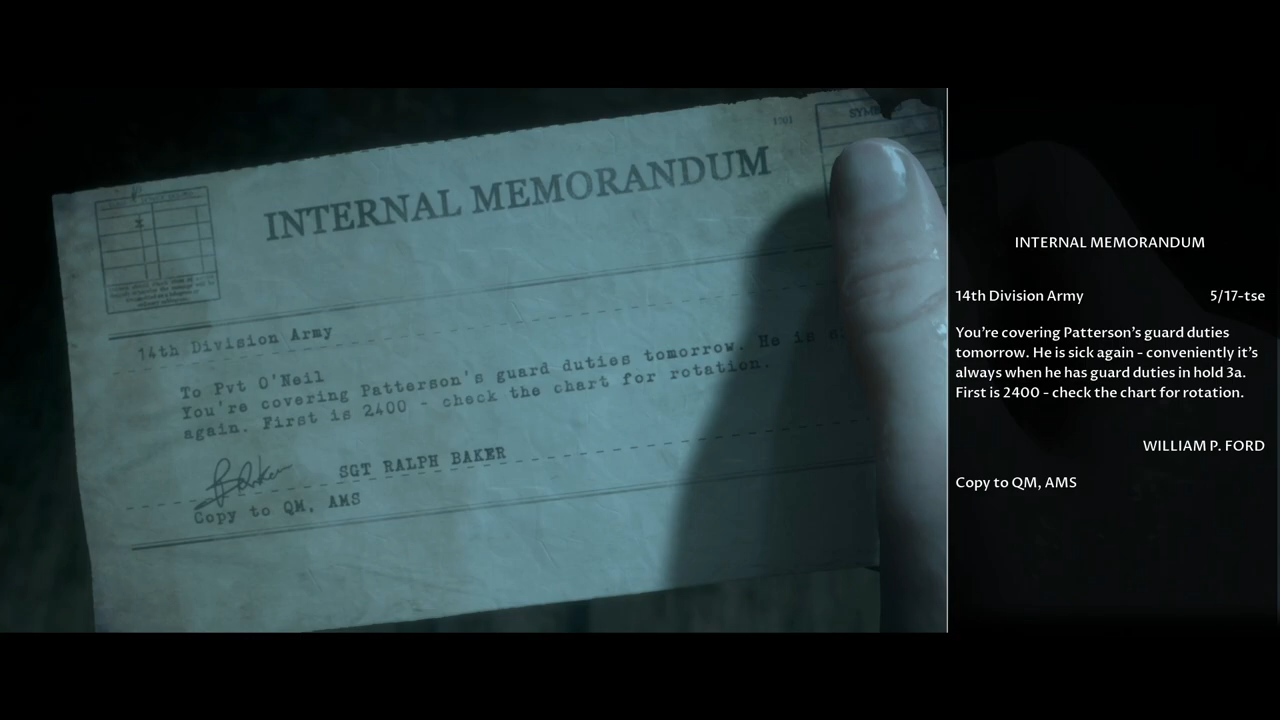 1201
SYM
INTERNAL MEMORANDUM
14th Division Army
To Pvt O'Neil
You're covering Patterson's guard duties tomorrow. He is
again. First is 2400 - check the chart for rotation.
SGT RALPH BAKER
Copy to QM, AMS
INTERNAL MEMORANDUM
14th Division Army 5/17-tse
You're covering Patterson's guard duties
tomorrow. He is sick again - conveniently it's
always when he has guard duties in hold 3a.
First is 2400 - check the chart for rotation.
WILLIAM P. FORD
Copy to QM, AMS